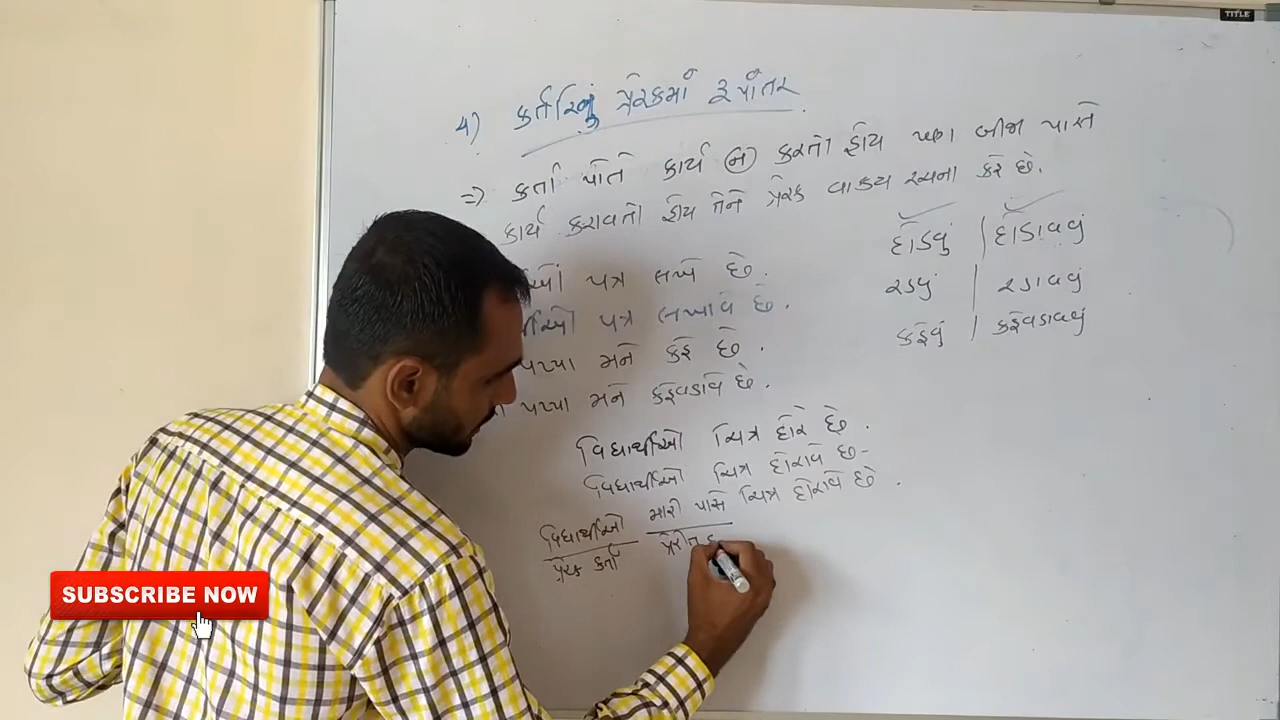 TITLE
4) કર્તરિનું પ્રેરકમાં રૂપાંતર
=) કર્તા પોતે કાર્ય ન કરતો હોય પણ બીજા પાસે
કાર્ય કરાવતો હોય તેને પ્રેરક વાક્ય રચના કહે છે.
દોડવું | દોડાવવું
પત્ર લખે છે.
રડવું | રડાવવું
પત્ર લખાવે છે.
કહેવું | કહેવડાવવું
પપ્પા મને કહે છે.
પપ્પા મને કહેવડાવે છે.
વિદ્યાર્થીઓ ચિત્ર દોરે છે.
વિદ્યાર્થીઓ ચિત્ર દોરાવે છે-
વિદ્યાર્થીઓ મારી પાસે ચિત્ર દોરાવે છે.
પ્રેરક કર્તા પ્રેરીત ક
SUBSCRIBE NOW